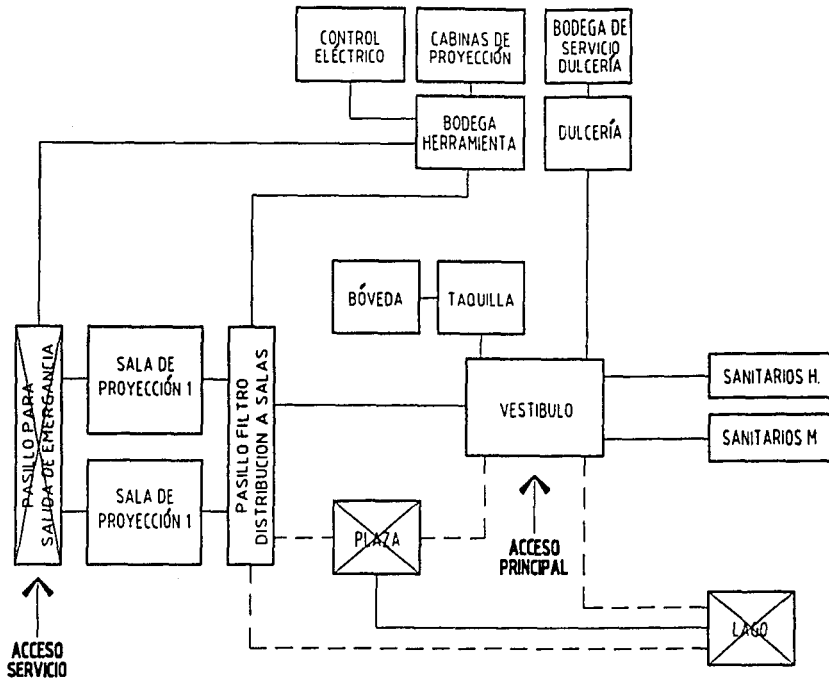 CONTROL
ELÉCTRICO
CABINAS DE
PROYECCIÓN
BODEGA DE
SERVICIO
DULCERÍA
BODEGA
HERRAMIENTA
DULCERÍA
BÓVEDA
TAQUILLA
PASILLO PARA
SALIDA DE EMERGANCIA
SALA DE
PROYECCIÓN 1
SALA DE
PROYECCIÓN 1
PASILLO FILTRO
DISTRIBUCION A SALAS
VESTIBULO
SANITARIOS H.
SANITARIOS M
PLAZA
ACCESO
PRINCIPAL
LAGO
ACCESO
SERVICIO